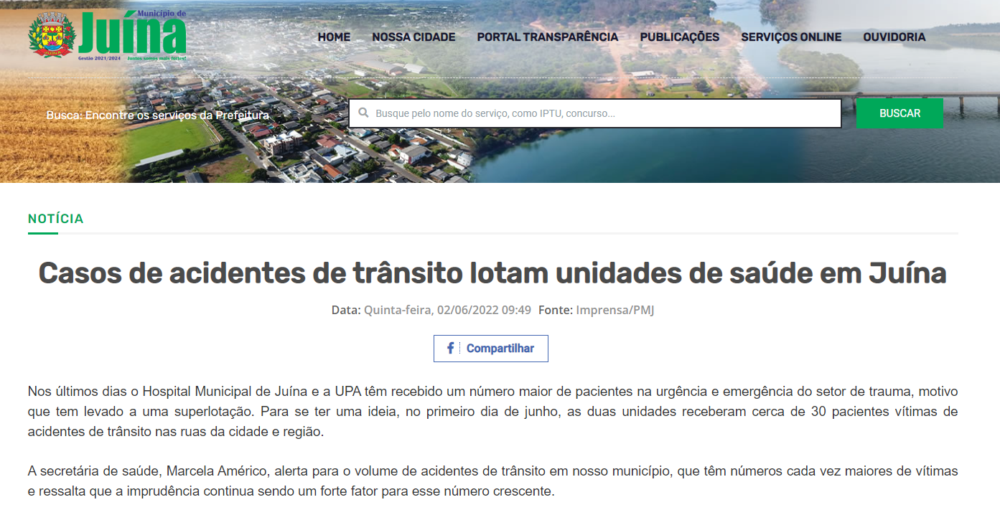 Município de
Juína
JUÍNA
Gestão 2021/2024 Juntos somos mais fortes!
HOME NOSSA CIDADE PORTAL TRANSPARÊNCIA PUBLICAÇÕES SERVIÇOS ONLINE OUVIDORIA
Busca: Encontre os serviços da Prefeitura
Busque pelo nome do serviço, como IPTU, concurso...
BUSCAR
NOTÍCIA
Casos de acidentes de trânsito lotam unidades de saúde em Juína
Data: Quinta-feira, 02/06/2022 09:49 Fonte: Imprensa/PMJ
Compartilhar
Nos últimos dias o Hospital Municipal de Juína e a UPA têm recebido um número maior de pacientes na urgência e emergência do setor de trauma, motivo
que tem levado a uma superlotação. Para se ter uma ideia, no primeiro dia de junho, as duas unidades receberam cerca de 30 pacientes vítimas de
acidentes de trânsito nas ruas da cidade e região.
A secretária de saúde, Marcela Américo, alerta para o volume de acidentes de trânsito em nosso município, que têm números cada vez maiores de vítimas
e ressalta que a imprudência continua sendo um forte fator para esse número crescente.